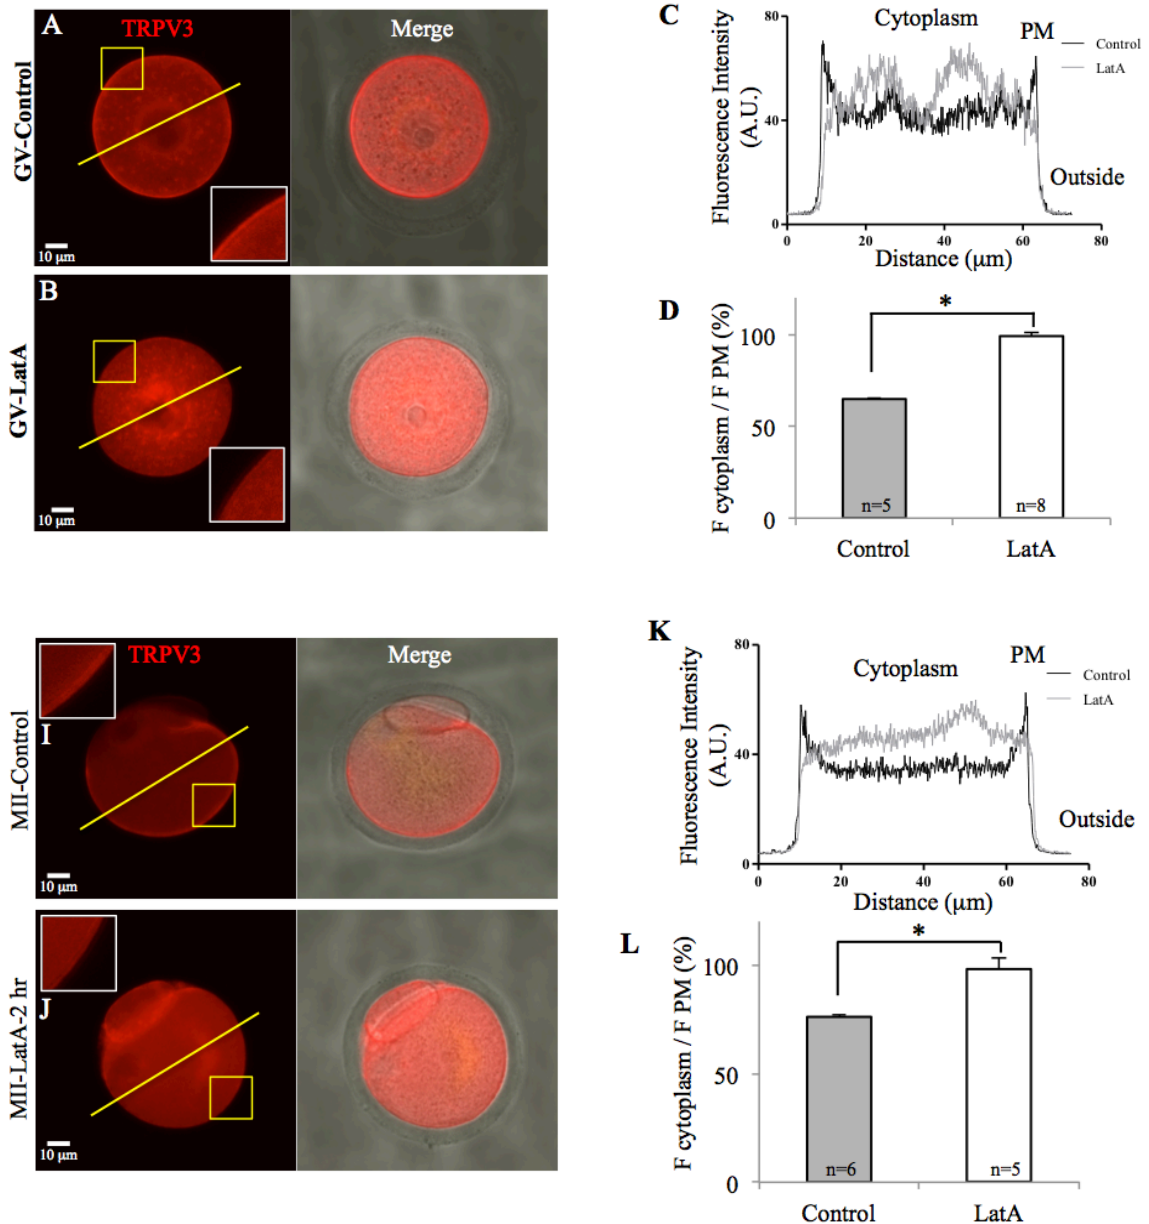 A
TRPV3
Merge
GV-Control
10 µm
B
GV-LatA
10 µm
C
80
40
0
Fluorescence Intensity
(A.U.)
Cytoplasm
PM
Control
LatA
Outside
0 20 40 60 80
Distance (µm)
D
F cytoplasm / F PM (%)
100
50
0
*
n=5
n=8
Control
LatA
TRPV3
Merge
I
MII-Control
10 µm
J
MII-LatA-2 hr
10 µm
K
80
40
0
Fluorescence Intensity
(A.U.)
Cytoplasm
PM
Control
LatA
Outside
0 20 40 60 80
Distance (µm)
L
F cytoplasm / F PM (%)
100
50
0
*
n=6
n=5
Control
LatA